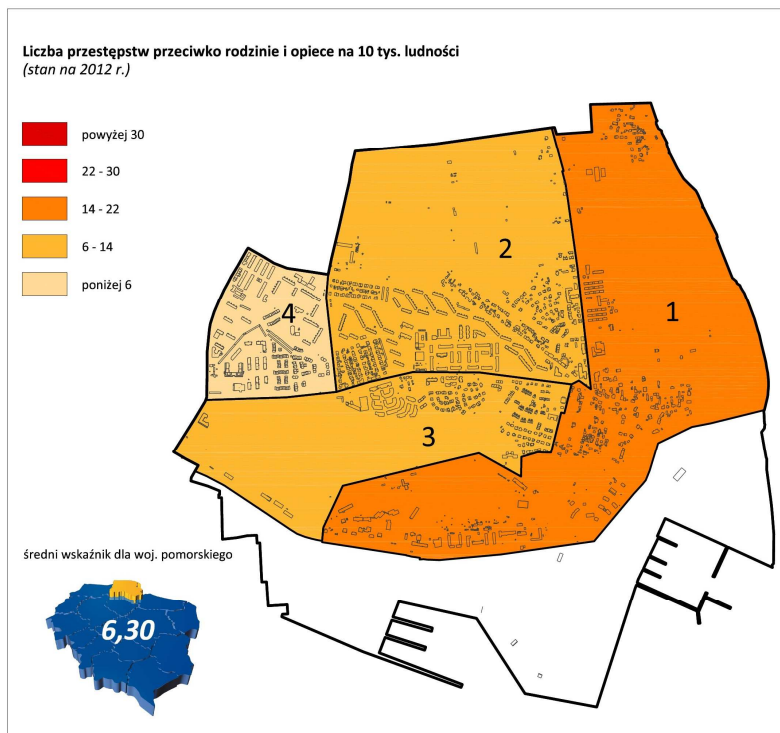 Liczba przestępstw przeciwko rodzinie i opiece na 10 tys. ludności
(stan na 2012 r.)
powyżej 30
22 - 30
14 - 22
6 - 14
poniżej 6
2
1
4
3
średni wskaźnik dla woj. pomorskiego
6,30